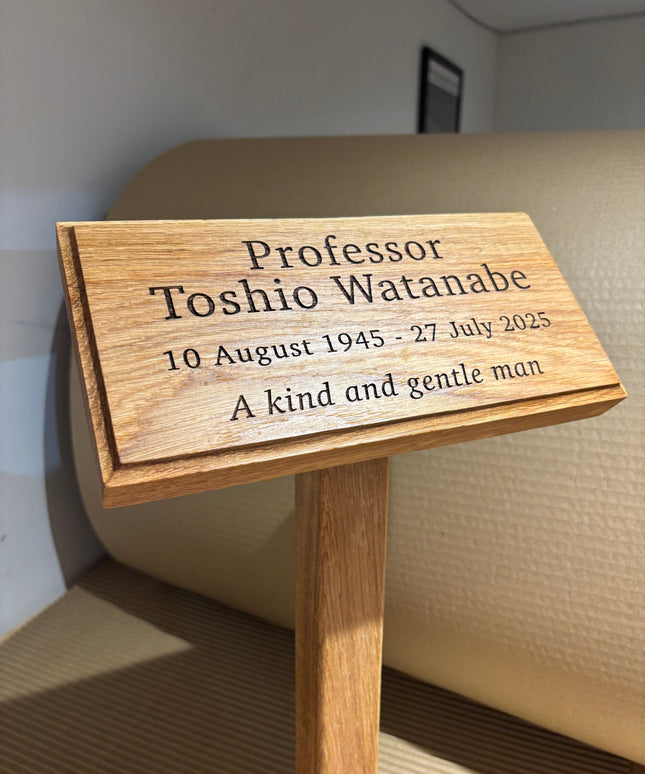 Professor
Toshio Watanabe
10 August 1945 - 27 July 2025
A kind and gentle man